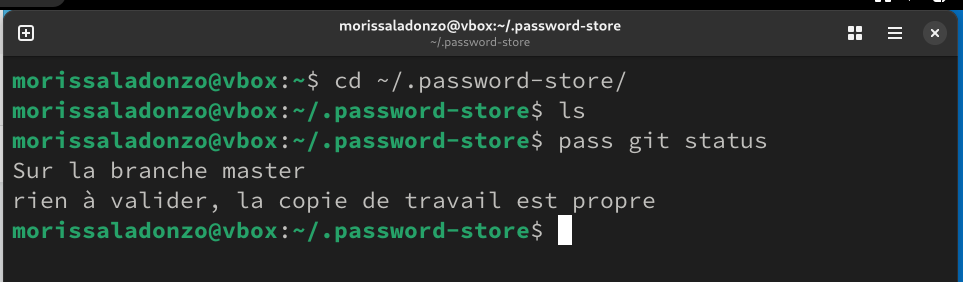 morissaladonzo@vbox:~/.password-store
~/.password-store
morissaladonzo@vbox:~$ cd ~/.password-store/
morissaladonzo@vbox:~/.password-store$ ls
morissaladonzo@vbox:~/.password-store$ pass git status
Sur la branche master
rien à valider, la copie de travail est propre
morissaladonzo@vbox:~/.password-store$